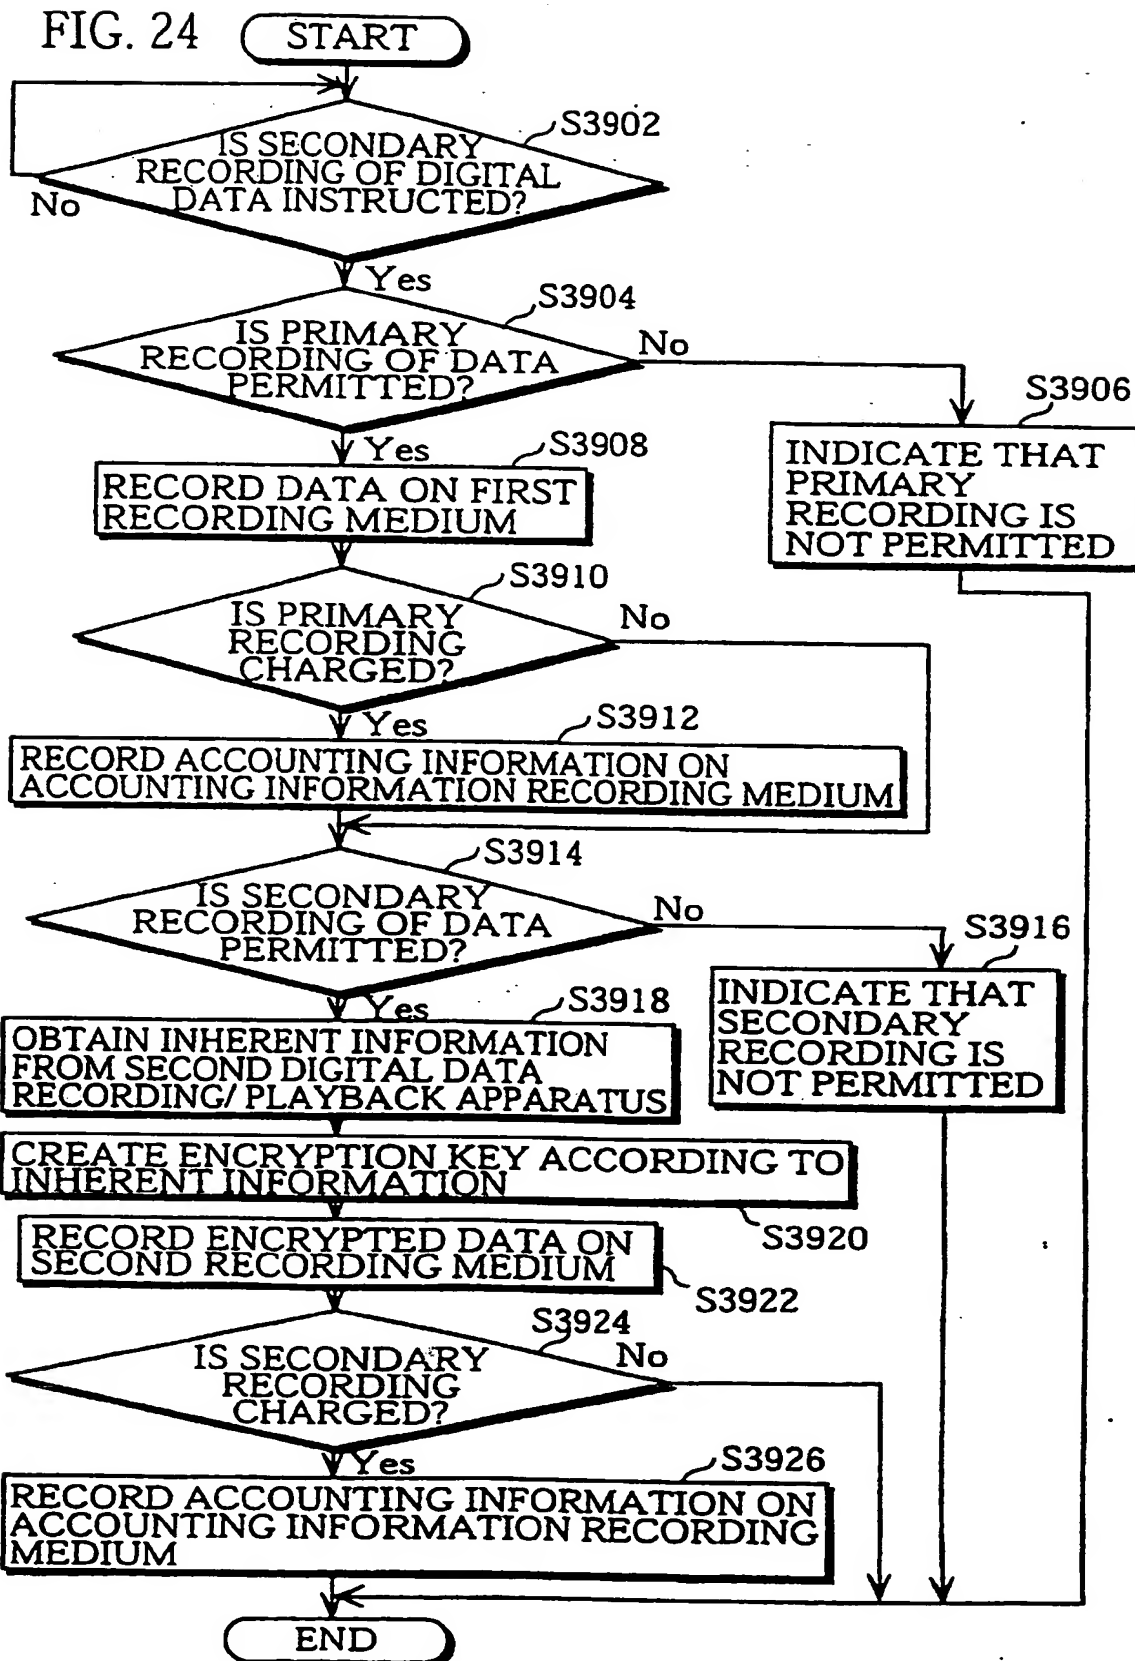 FIG. 24
START
S3902
IS SECONDARY
RECORDING OF DIGITAL
DATA INSTRUCTED?
No
Yes
S3904
IS PRIMARY
RECORDING OF DATA
PERMITTED?
No
Yes
S3906
INDICATE THAT
PRIMARY
RECORDING IS
NOT PERMITTED
S3908
RECORD DATA ON FIRST
RECORDING MEDIUM
S3910
IS PRIMARY
RECORDING
CHARGED?
No
Yes
S3912
RECORD ACCOUNTING INFORMATION ON
ACCOUNTING INFORMATION RECORDING MEDIUM
S3914
IS SECONDARY
RECORDING OF DATA
PERMITTED?
No
Yes
S3916
INDICATE THAT
SECONDARY
RECORDING IS
NOT PERMITTED
S3918
OBTAIN INHERENT INFORMATION
FROM SECOND DIGITAL DATA
RECORDING/ PLAYBACK APPARATUS
CREATE ENCRYPTION KEY ACCORDING TO
INHERENT INFORMATION
S3920
RECORD ENCRYPTED DATA ON
SECOND RECORDING MEDIUM
S3922
S3924
IS SECONDARY
RECORDING
CHARGED?
No
Yes
S3926
RECORD ACCOUNTING INFORMATION ON
ACCOUNTING INFORMATION RECORDING
MEDIUM
END